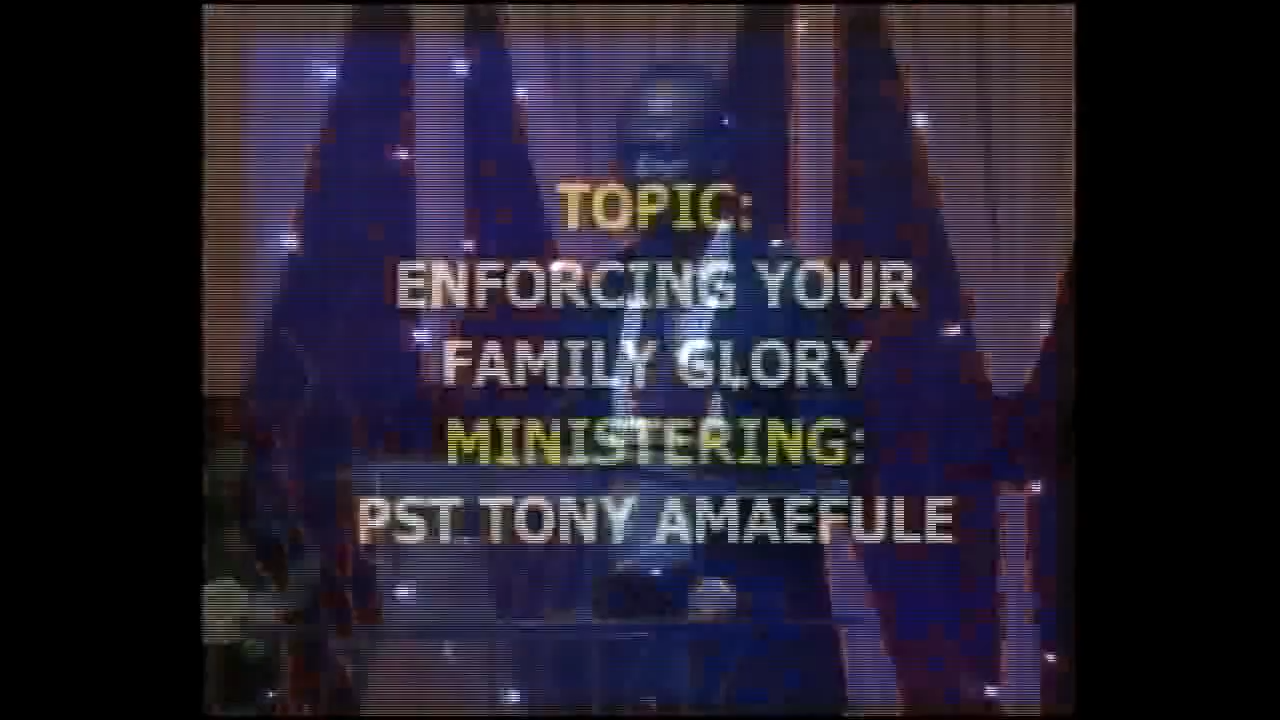 TOPIC:
ENFORCING YOUR
FAMILY GLORY
MINISTERING:
PST TONY AMAEFULE